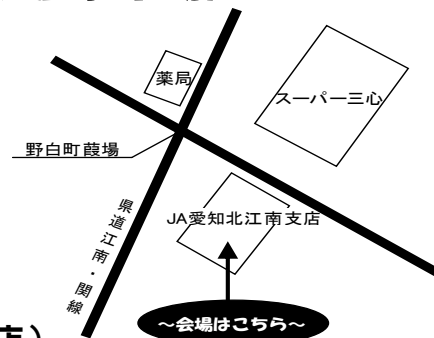 薬局
スーパー三心
野白町葭場
JA愛知北江南支店
県道江南・関線
~会場はこちら~
店)